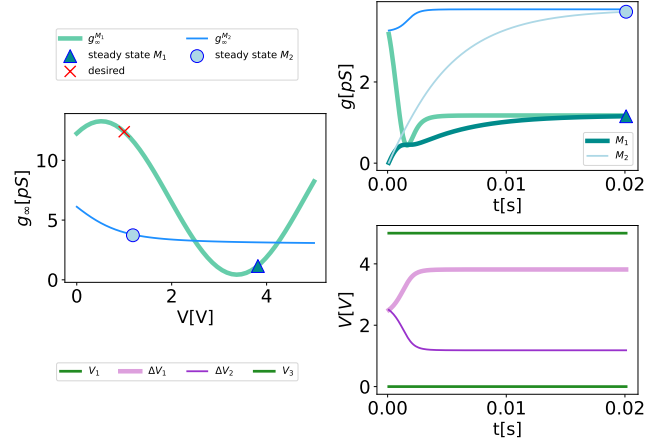 g∞^M₁ g∞^M₂
steady state M₁ steady state M₂
desired
g∞[pS]
10
5
0
0 2 4
V[V]
V₁ ΔV₁ ΔV₂ V₃
g[pS]
2
0
M₁
M₂
0.00 0.01 0.02
t[s]
V[V]
4
2
0
0.00 0.01 0.02
t[s]